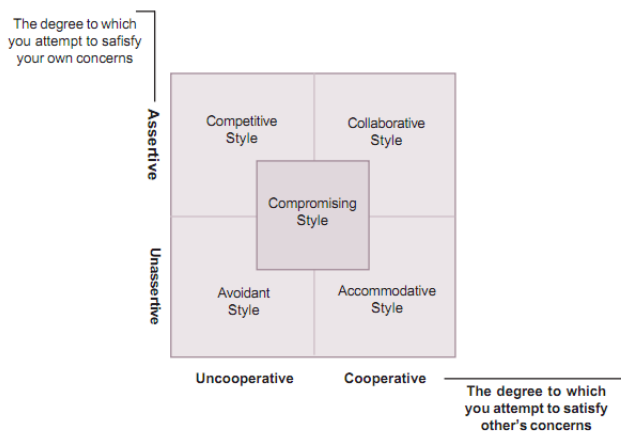 The degree to which
you attempt to safisfy
your own concerns
Assertive
Unassertive
Competitive
Style
Collaborative
Style
Compromising
Style
Avoidant
Style
Accommodative
Style
Uncooperative
Cooperative
The degree to which
you attempt to satisfy
other's concerns